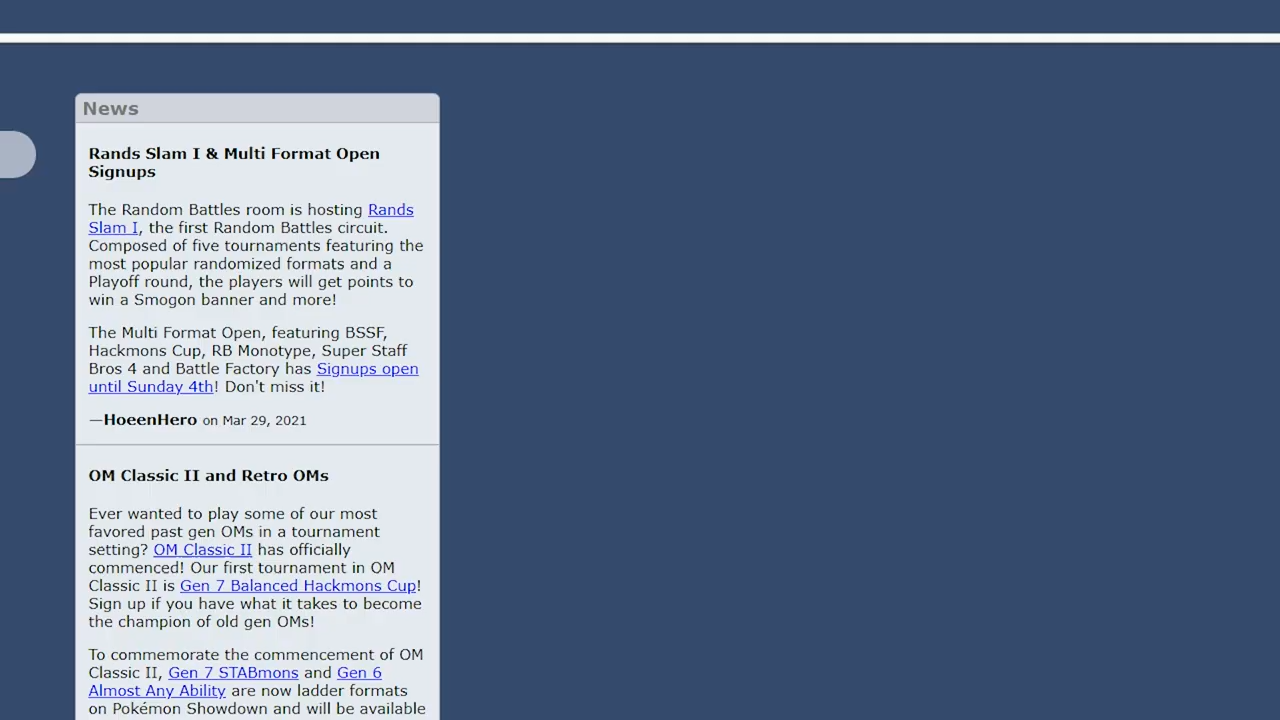 News
Rands Slam I & Multi Format Open
Signups
The Random Battles room is hosting Rands
Slam I, the first Random Battles circuit.
Composed of five tournaments featuring the
most popular randomized formats and a
Playoff round, the players will get points to
win a Smogon banner and more!
The Multi Format Open, featuring BSSF,
Hackmons Cup, RB Monotype, Super Staff
Bros 4 and Battle Factory has Signups open
until Sunday 4th! Don't miss it!
—HoeenHero on Mar 29, 2021
OM Classic II and Retro OMs
Ever wanted to play some of our most
favored past gen OMs in a tournament
setting? OM Classic II has officially
commenced! Our first tournament in OM
Classic II is Gen 7 Balanced Hackmons Cup!
Sign up if you have what it takes to become
the champion of old gen OMs!
To commemorate the commencement of OM
Classic II, Gen 7 STABmons and Gen 6
Almost Any Ability are now ladder formats
on Pokémon Showdown and will be available